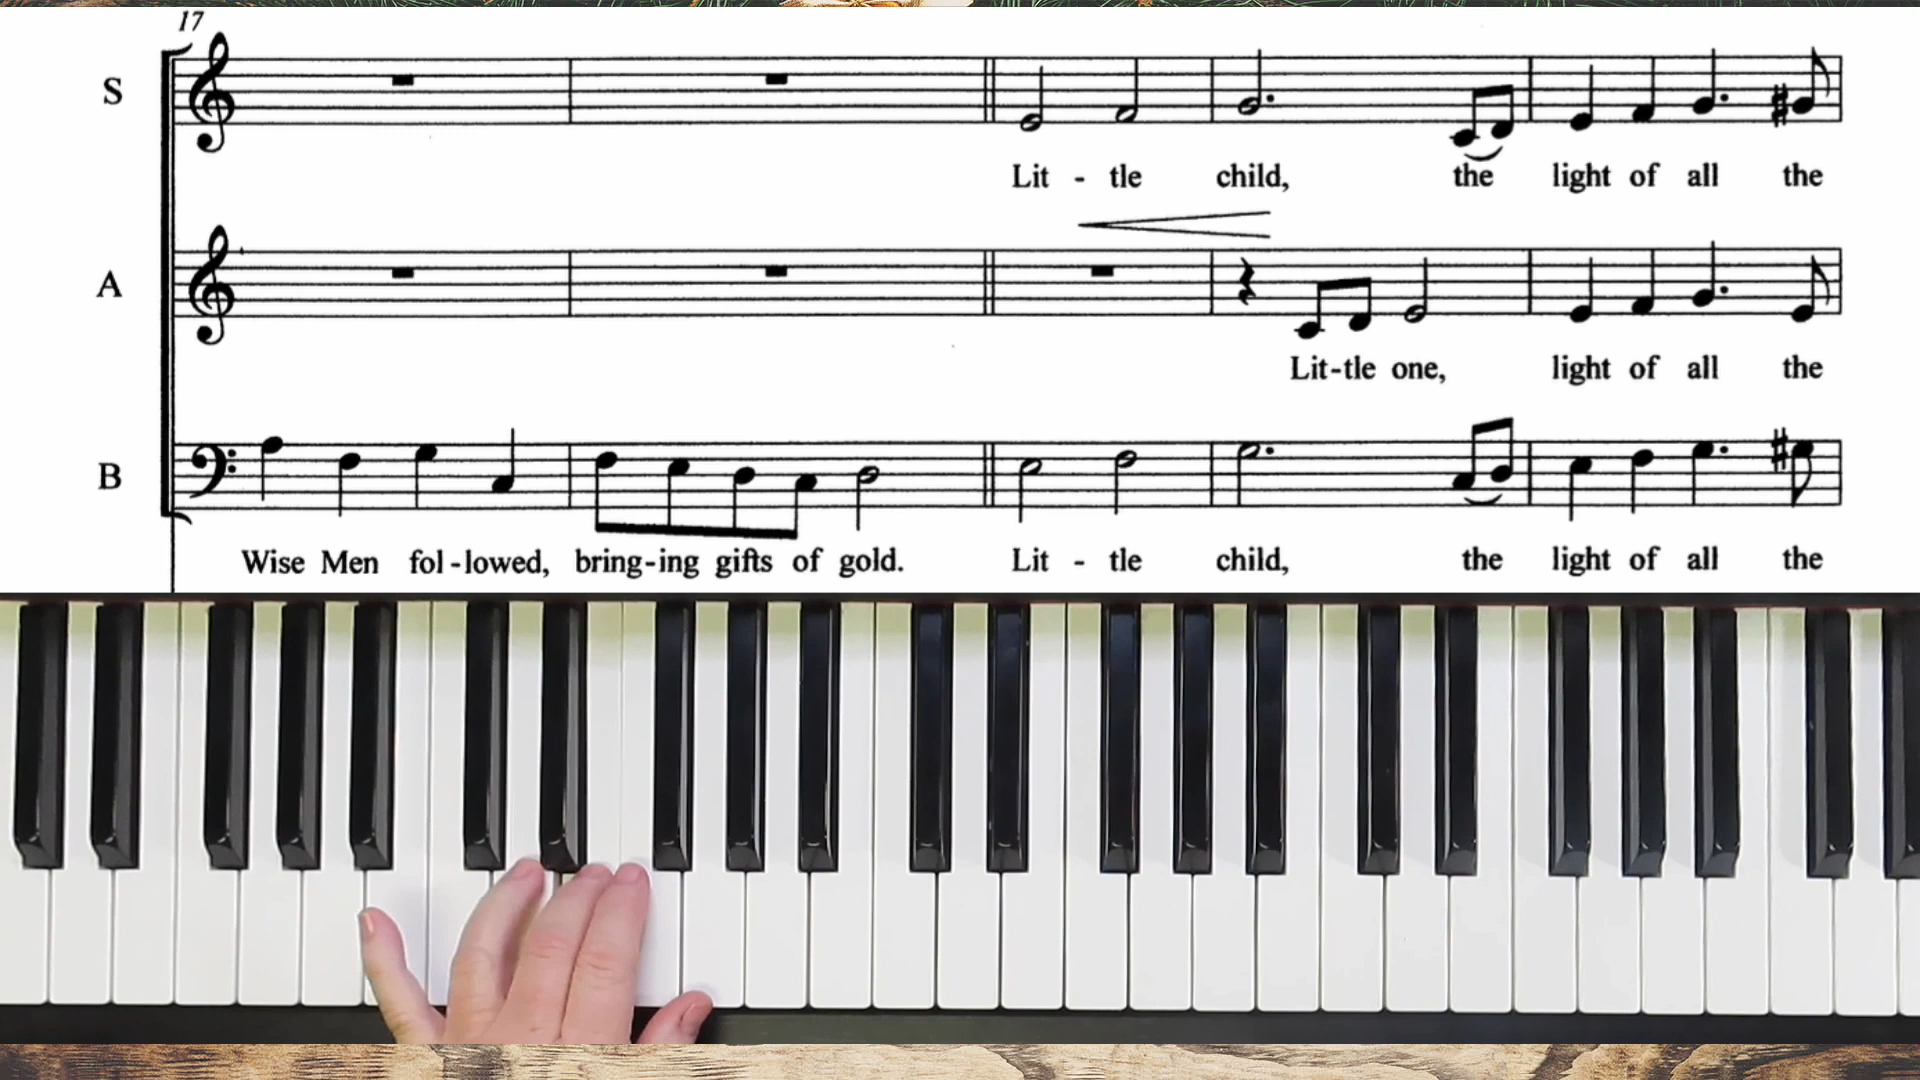 17
S
Lit - tle child, the light of all the
A
Lit-tle one, light of all the
B
Wise Men fol-lowed, bring-ing gifts of gold. Lit - tle child, the light of all the